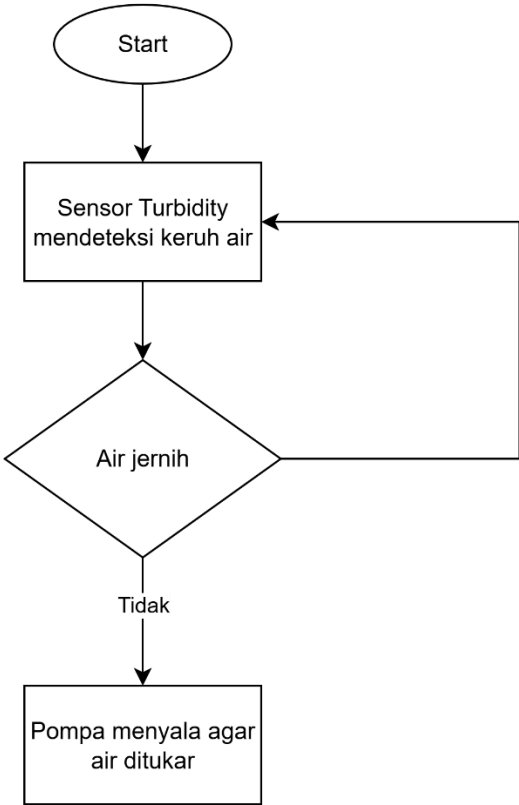 Start
Sensor Turbidity
mendeteksi keruh air
Air jernih
Tidak
Pompa menyala agar
air ditukar